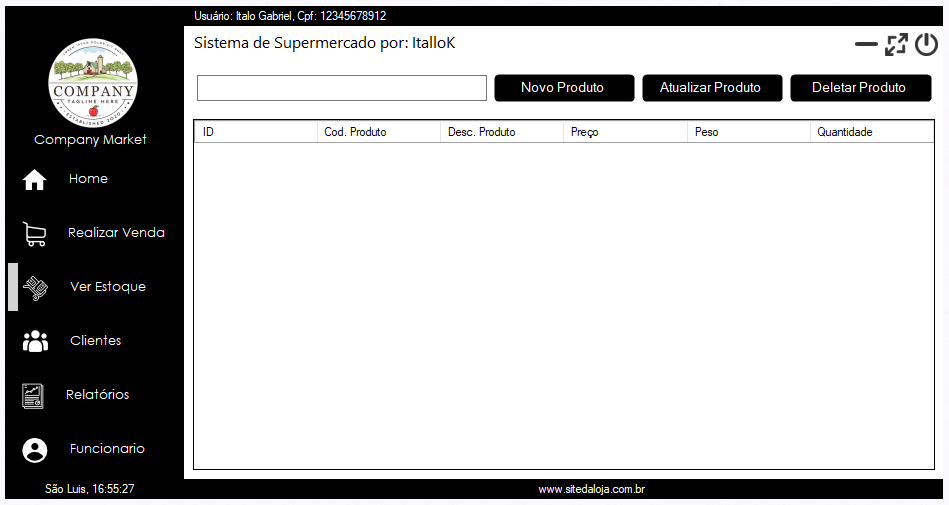 Usuário: Italo Gabriel, Cpf: 12345678912
Sistema de Supermercado por: ItalloK
COMPANY
TAGLINE HERE
ESTABLISHED 2020
Company Market
Home
Realizar Venda
Ver Estoque
Clientes
Relatórios
Funcionario
São Luis, 16:55:27
Novo Produto Atualizar Produto Deletar Produto
ID Cod. Produto Desc. Produto Preço Peso Quantidade
www.sitedaloja.com.br